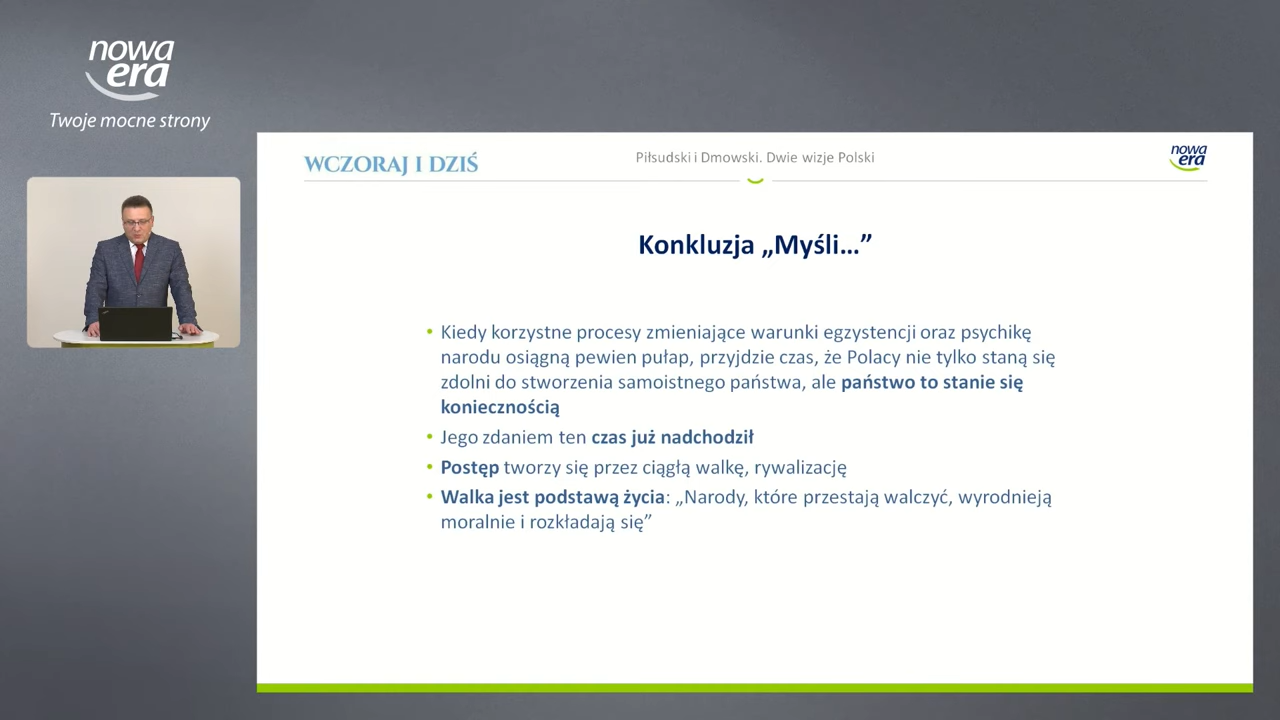 nowa
era
Twoje mocne strony
WCZORAJ I DZIŚ
Piłsudski i Dmowski. Dwie wizje Polski
nowa
era
Konkluzja „Myśli…”
• Kiedy korzystne procesy zmieniające warunki egzystencji oraz psychikę
narodu osiągną pewien pułap, przyjdzie czas, że Polacy nie tylko staną się
zdolni do stworzenia samoistnego państwa, ale państwo to stanie się
koniecznością
• Jego zdaniem ten czas już nadchodził
• Postęp tworzy się przez ciągłą walkę, rywalizację
• Walka jest podstawą życia: „Narody, które przestają walczyć, wyrodnieją
moralnie i rozkładają się”